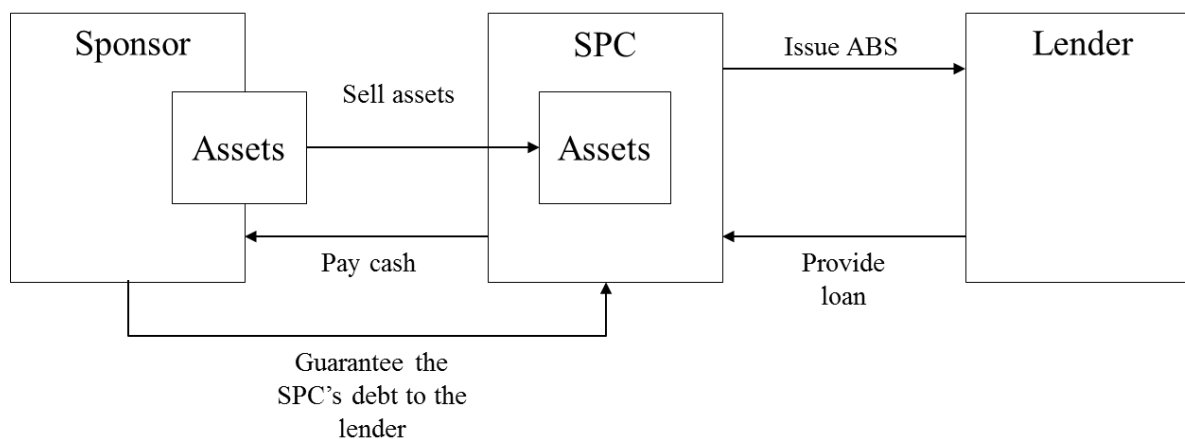 Sponsor
SPC
Issue ABS
Lender
Sell assets
Assets
Assets
Pay cash
Provide
loan
Guarantee the
SPC’s debt to the
lender